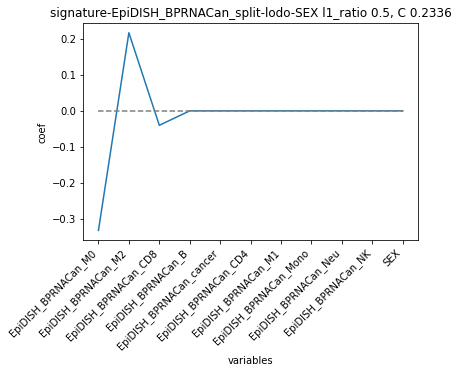 signature-EpiDISH_BPRNACan_split-lodo-SEX l1_ratio 0.5, C 0.2336
0.2
0.1
0.0
−0.1
−0.2
−0.3
coef
EpiDISH_BPRNACan_M0
EpiDISH_BPRNACan_M2
EpiDISH_BPRNACan_CD8
EpiDISH_BPRNACan_B
EpiDISH_BPRNACan_cancer
EpiDISH_BPRNACan_CD4
EpiDISH_BPRNACan_M1
EpiDISH_BPRNACan_Mono
EpiDISH_BPRNACan_Neu
EpiDISH_BPRNACan_NK
SEX
variables